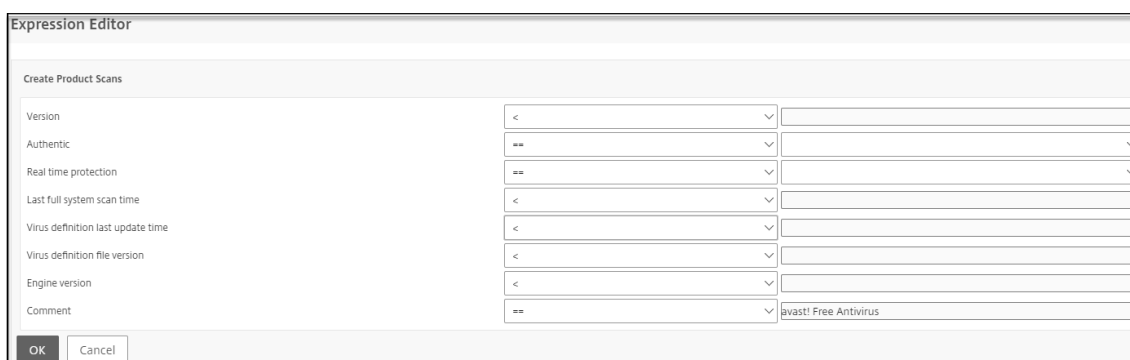 Expression Editor
Create Product Scans
Version <
Authentic ==
Real time protection ==
Last full system scan time <
Virus definition last update time <
Virus definition file version <
Engine version <
Comment == avast! Free Antivirus
OK Cancel